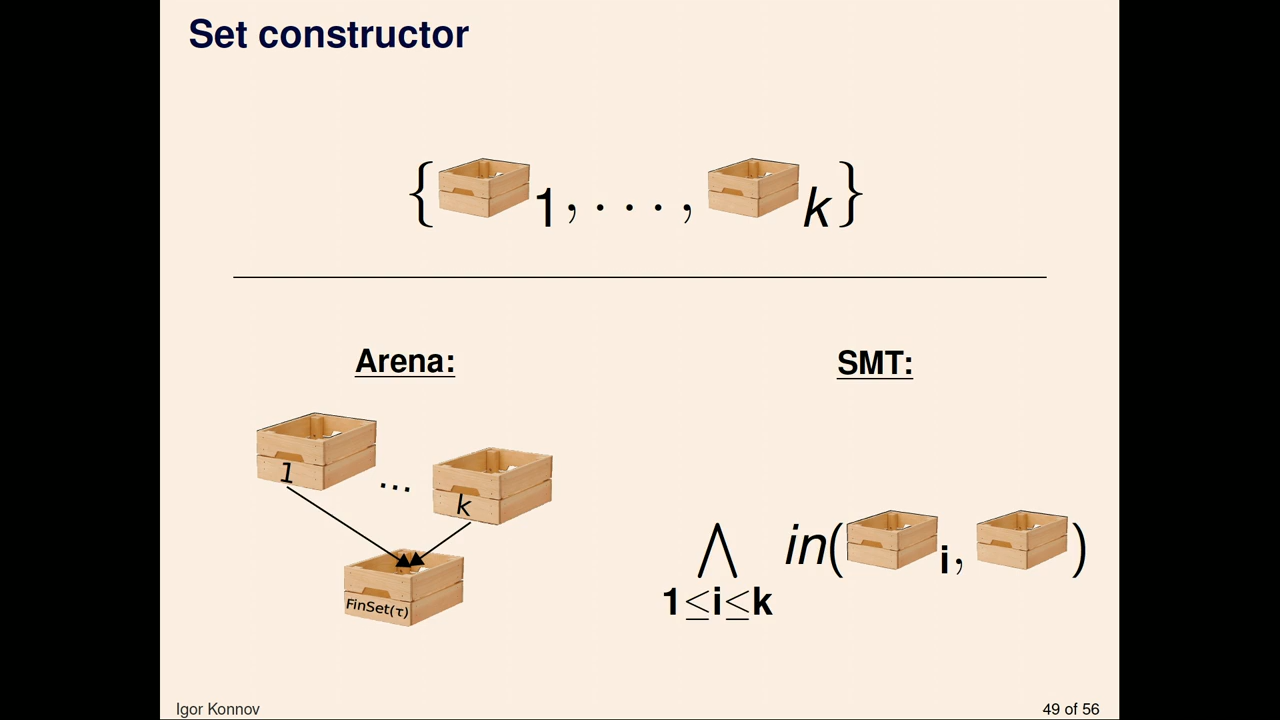 Set constructor
{ 1, . . . , k }
Arena:
SMT:
1
...
k
FinSet(τ)
⋀ in( i, )
1≤i≤k
Igor Konnov
49 of 56